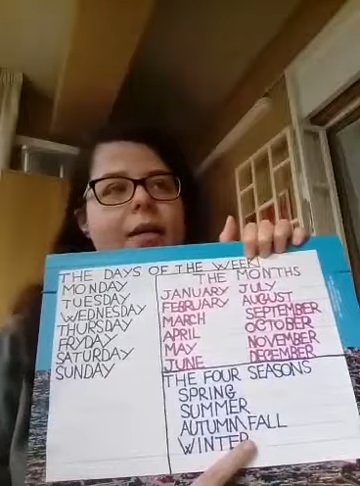 THE DAYS OF THE WEEK
MONDAY
TUESDAY
WEDNESDAY
THURSDAY
FRYDAY
SATURDAY
SUNDAY
THE MONTHS
JANUARY JULY
FEBRUARY AUGUST
MARCH SEPTEMBER
APRIL OCTOBER
MAY NOVEMBER
JUNE DECEMBER
THE FOUR SEASONS
SPRING
SUMMER
AUTUMN\FALL
WINTER